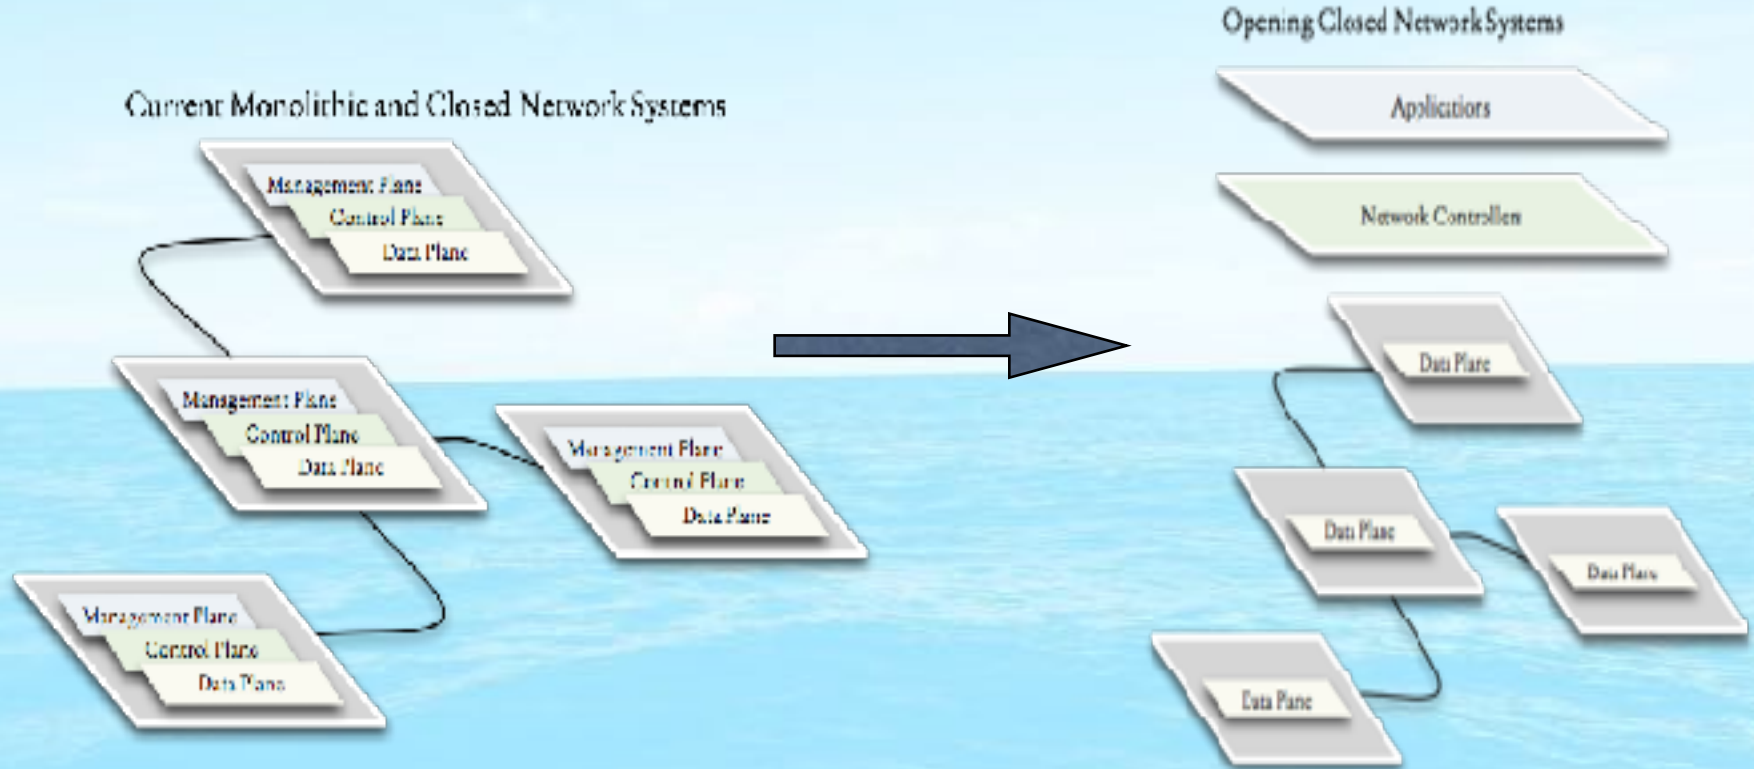 Current Monolithic and Closed Network Systems
Management Plane
Control Plane
Data Plane
Management Plane
Control Plane
Data Plane
Management Plane
Control Plane
Data Plane
Management Plane
Control Plane
Data Plane
Opening Closed Network Systems
Applications
Network Controllers
Data Plane
Data Plane
Data Plane
Data Plane